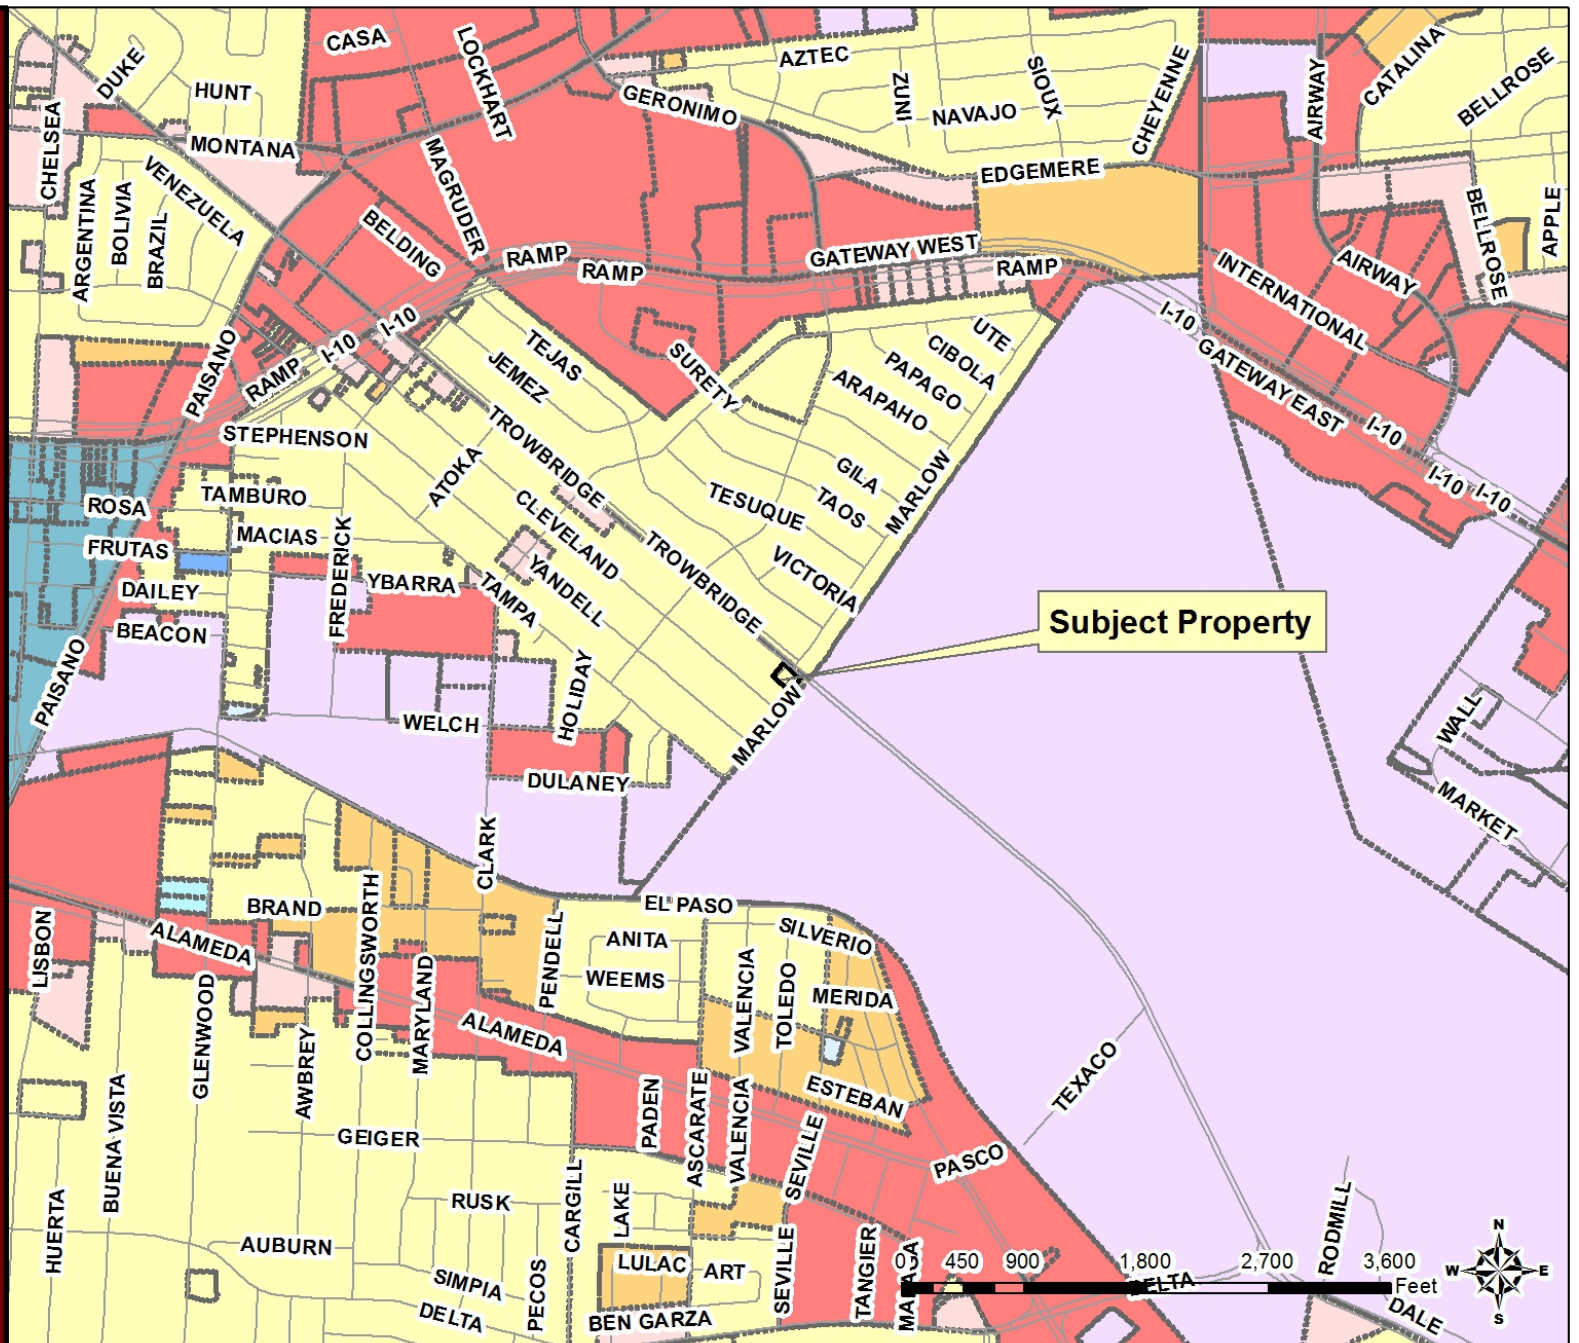 CASA
LOCKHART
AZTEC
DUKE
HUNT
ZUNI
SIOUX
CHEYENNE
AIRWAY
CATALINA
BELLROSE
GERONIMO
NAVAJO
CHELSEA
MONTANA
MAGRUDER
EDGEMERE
VENEZUELA
ARGENTINA
BOLIVIA
BRAZIL
BELDING
BELLROSE
APPLE
RAMP
RAMP
GATEWAY WEST
RAMP
INTERNATIONAL
AIRWAY
I-10
I-10
I-10
UTE
CIBOLA
PAPAGO
ARAPAHO
TEJAS
JEMEZ
SURETY
PAISANO
RAMP
GATEWAY EAST
I-10
STEPHENSON
TROWBRIDGE
ATOKA
GILA
TAOS
MARLOW
I-10
I-10
TAMBURO
ROSA
CLEVELAND
TESUQUE
MACIAS
FRUTAS
FREDERICK
YBARRA
TAMPA
YANDELL
TROWBRIDGE
VICTORIA
DAILEY
BEACON
Subject Property
PAISANO
HOLIDAY
WELCH
MARLOW
WALL
DULANEY
MARKET
CLARK
BRAND
COLLINGSWORTH
EL PASO
LISBON
ALAMEDA
PENDELL
ANITA
SILVERIO
WEEMS
VALENCIA
TOLEDO
MERIDA
GLENWOOD
MARYLAND
ALAMEDA
AWBREY
BUENA VISTA
PADEN
ASCARATE
VALENCIA
ESTEBAN
TEXACO
GEIGER
SEVILLE
PASCO
HUERTA
RUSK
CARGILL
LAKE
RODMILL
AUBURN
SIMPIA
PECOS
LULAC
ART
SEVILLE
TANGIER
DELTA
BEN GARZA
DALE
0 450 900 1,800 2,700 3,600
Feet
N
W E
S